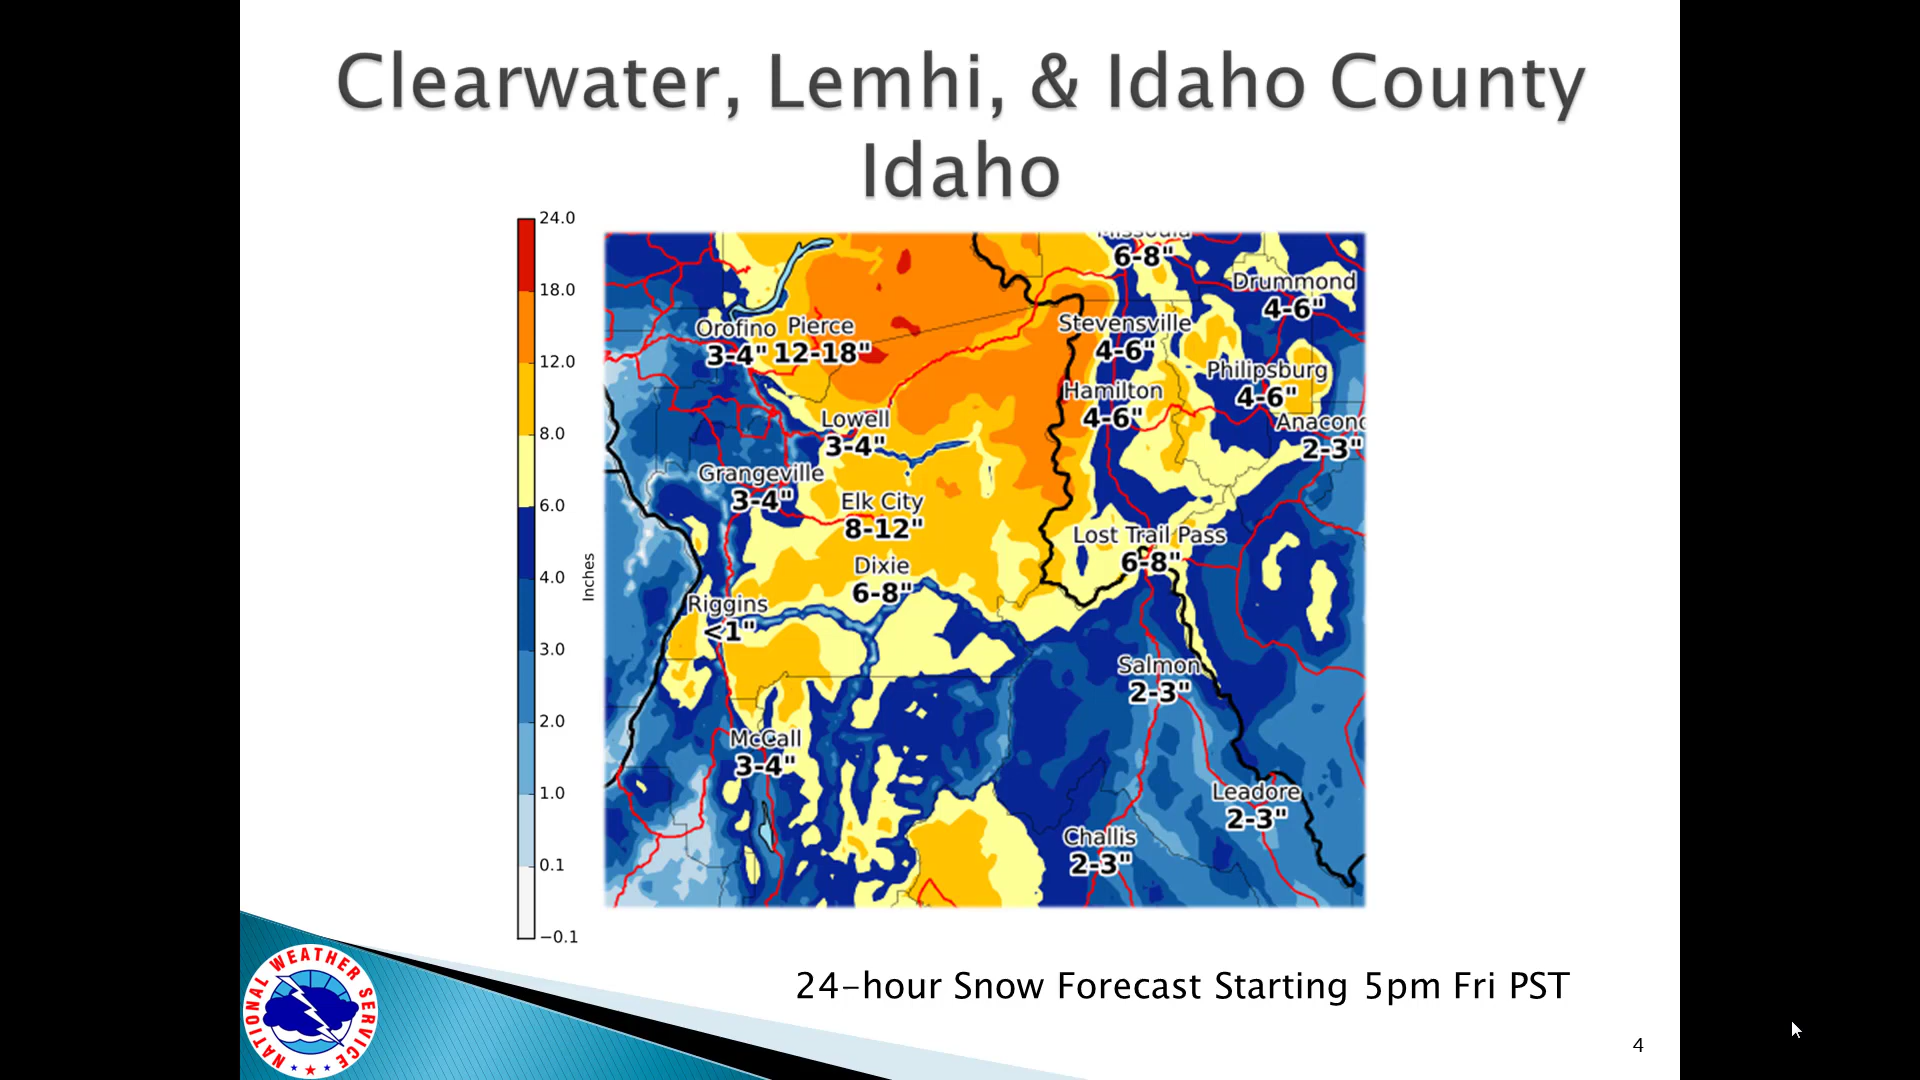 Clearwater, Lemhi, & Idaho County
Idaho
24.0
18.0
12.0
8.0
6.0
4.0
3.0
2.0
1.0
0.1
−0.1
Inches
Missoula
6-8"
Drummond
4-6"
Orofino
3-4"
Pierce
12-18"
Stevensville
4-6"
Philipsburg
4-6"
Hamilton
4-6"
Anacond
2-3"
Lowell
3-4"
Grangeville
3-4"
Elk City
8-12"
Lost Trail Pass
6-8"
Dixie
6-8"
Riggins
<1"
Salmon
2-3"
McCall
3-4"
Leadore
2-3"
Challis
2-3"
NATIONAL WEATHER SERVICE
24-hour Snow Forecast Starting 5pm Fri PST
4